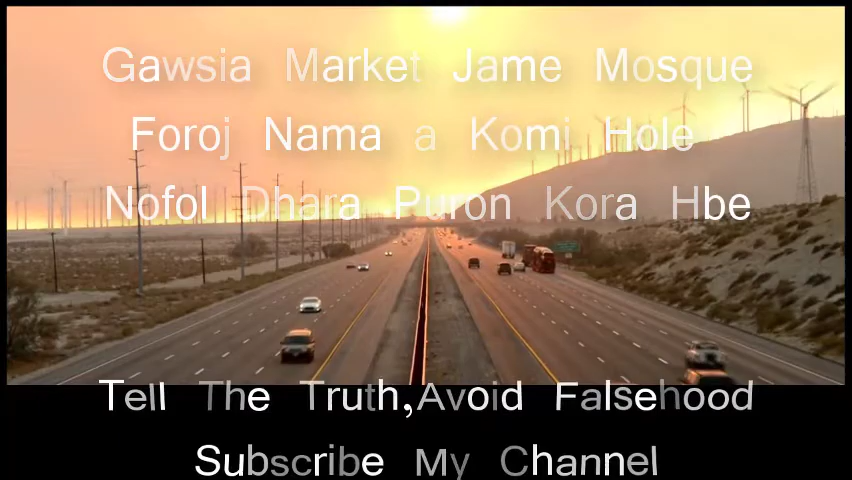 Gawsia Market Jame Mosque
Foroj Nama a Komi Hole
Nofol Dhara Puron Kora Hbe
Tell The Truth,Avoid Falsehood
Subscribe My Channel